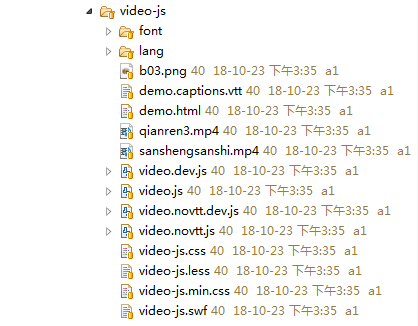 video-js
font
lang
b03.png 40 18-10-23 下午3:35 a1
demo.captions.vtt 40 18-10-23 下午3:35 a1
demo.html 40 18-10-23 下午3:35 a1
qianren3.mp4 40 18-10-23 下午3:35 a1
sanshengsanshi.mp4 40 18-10-23 下午3:35 a1
video.dev.js 40 18-10-23 下午3:35 a1
video.js 40 18-10-23 下午3:35 a1
video.novtt.dev.js 40 18-10-23 下午3:35 a1
video.novtt.js 40 18-10-23 下午3:35 a1
video-js.css 40 18-10-23 下午3:35 a1
video-js.less 40 18-10-23 下午3:35 a1
video-js.min.css 40 18-10-23 下午3:35 a1
video-js.swf 40 18-10-23 下午3:35 a1